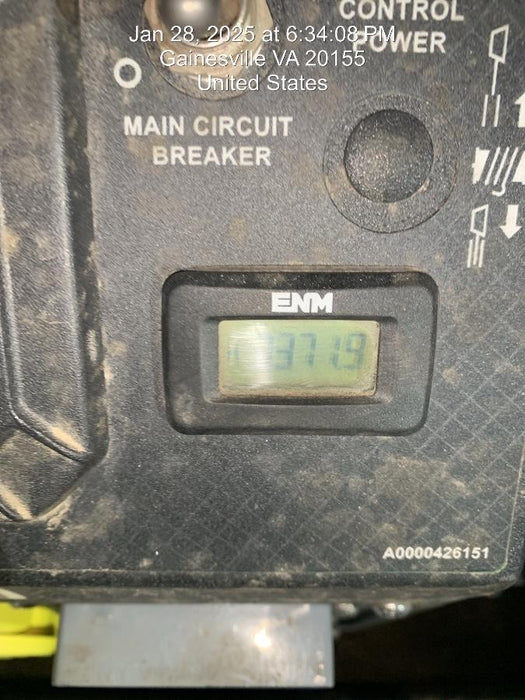 CONTROL
POWER
Jan 28, 2025 at 6:34:08 PM
Gainesville VA 20155
United States
O
MAIN CIRCUIT
BREAKER
ENM
A0000426151